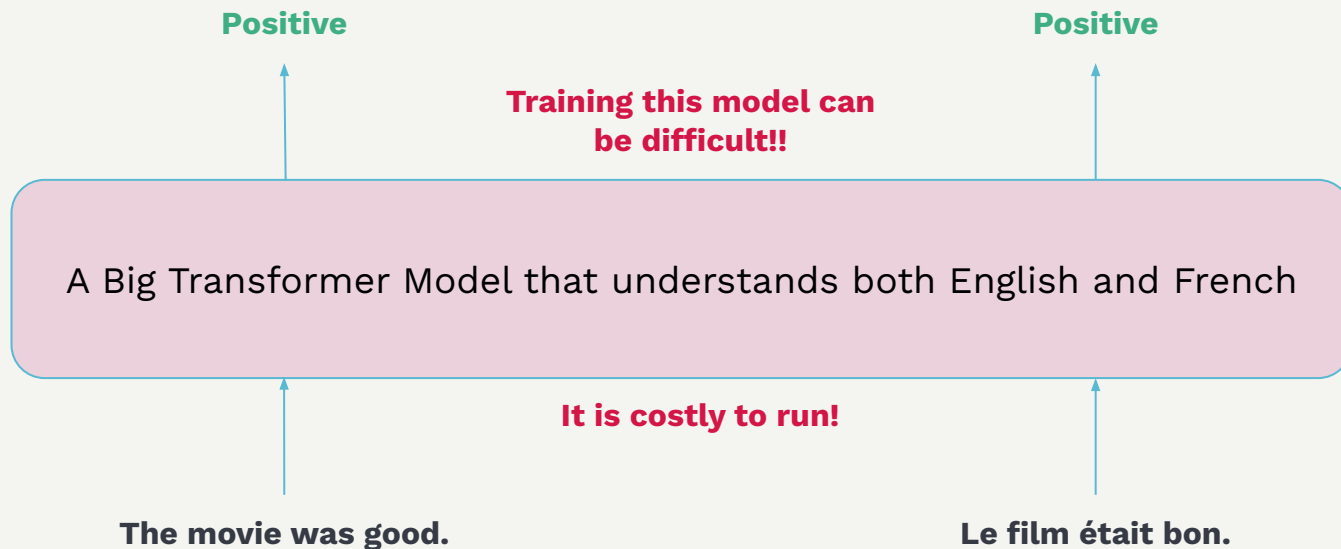 Positive
Positive
Training this model can
be difficult!!
A Big Transformer Model that understands both English and French
It is costly to run!
The movie was good.
Le film était bon.